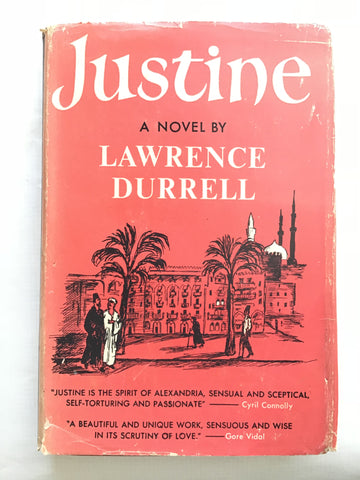 Justine
A NOVEL BY
LAWRENCE
DURRELL
"JUSTINE IS THE SPIRIT OF ALEXANDRIA, SENSUAL AND SCEPTICAL,
SELF-TORTURING AND PASSIONATE" — Cyril Connolly
"A BEAUTIFUL AND UNIQUE WORK, SENSUOUS AND WISE
IN ITS SCRUTINY OF LOVE." — Gore Vidal